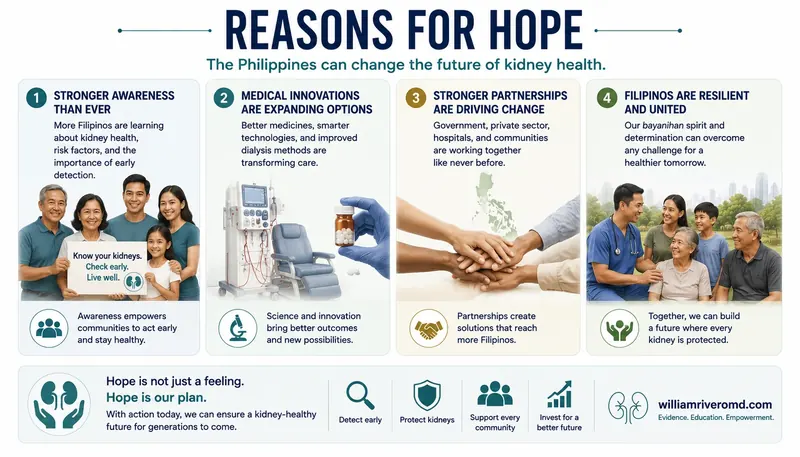 REASONS FOR HOPE
The Philippines can change the future of kidney health.
1
STRONGER AWARENESS
THAN EVER
More Filipinos are learning
about kidney health,
risk factors, and the
importance of early
detection.
Know your kidneys.
Check early.
Live well.
Awareness empowers
communities to act early
and stay healthy.
2
MEDICAL INNOVATIONS
ARE EXPANDING OPTIONS
Better medicines, smarter
technologies, and improved
dialysis methods are
transforming care.
Science and innovation
bring better outcomes
and new possibilities.
3
STRONGER PARTNERSHIPS
ARE DRIVING CHANGE
Government, private sector,
hospitals, and communities
are working together
like never before.
Partnerships create
solutions that reach
more Filipinos.
4
FILIPINOS ARE RESILIENT
AND UNITED
Our bayanihan spirit and
determination can overcome
any challenge for a
healthier tomorrow.
Together, we can build
a future where every
kidney is protected.
Hope is not just a feeling.
Hope is our plan.
With action today, we can ensure a kidney-healthy
future for generations to come.
Detect early
Protect kidneys
Support every
community
Invest for a
better future
williamriveromd.com
Evidence. Education. Empowerment.